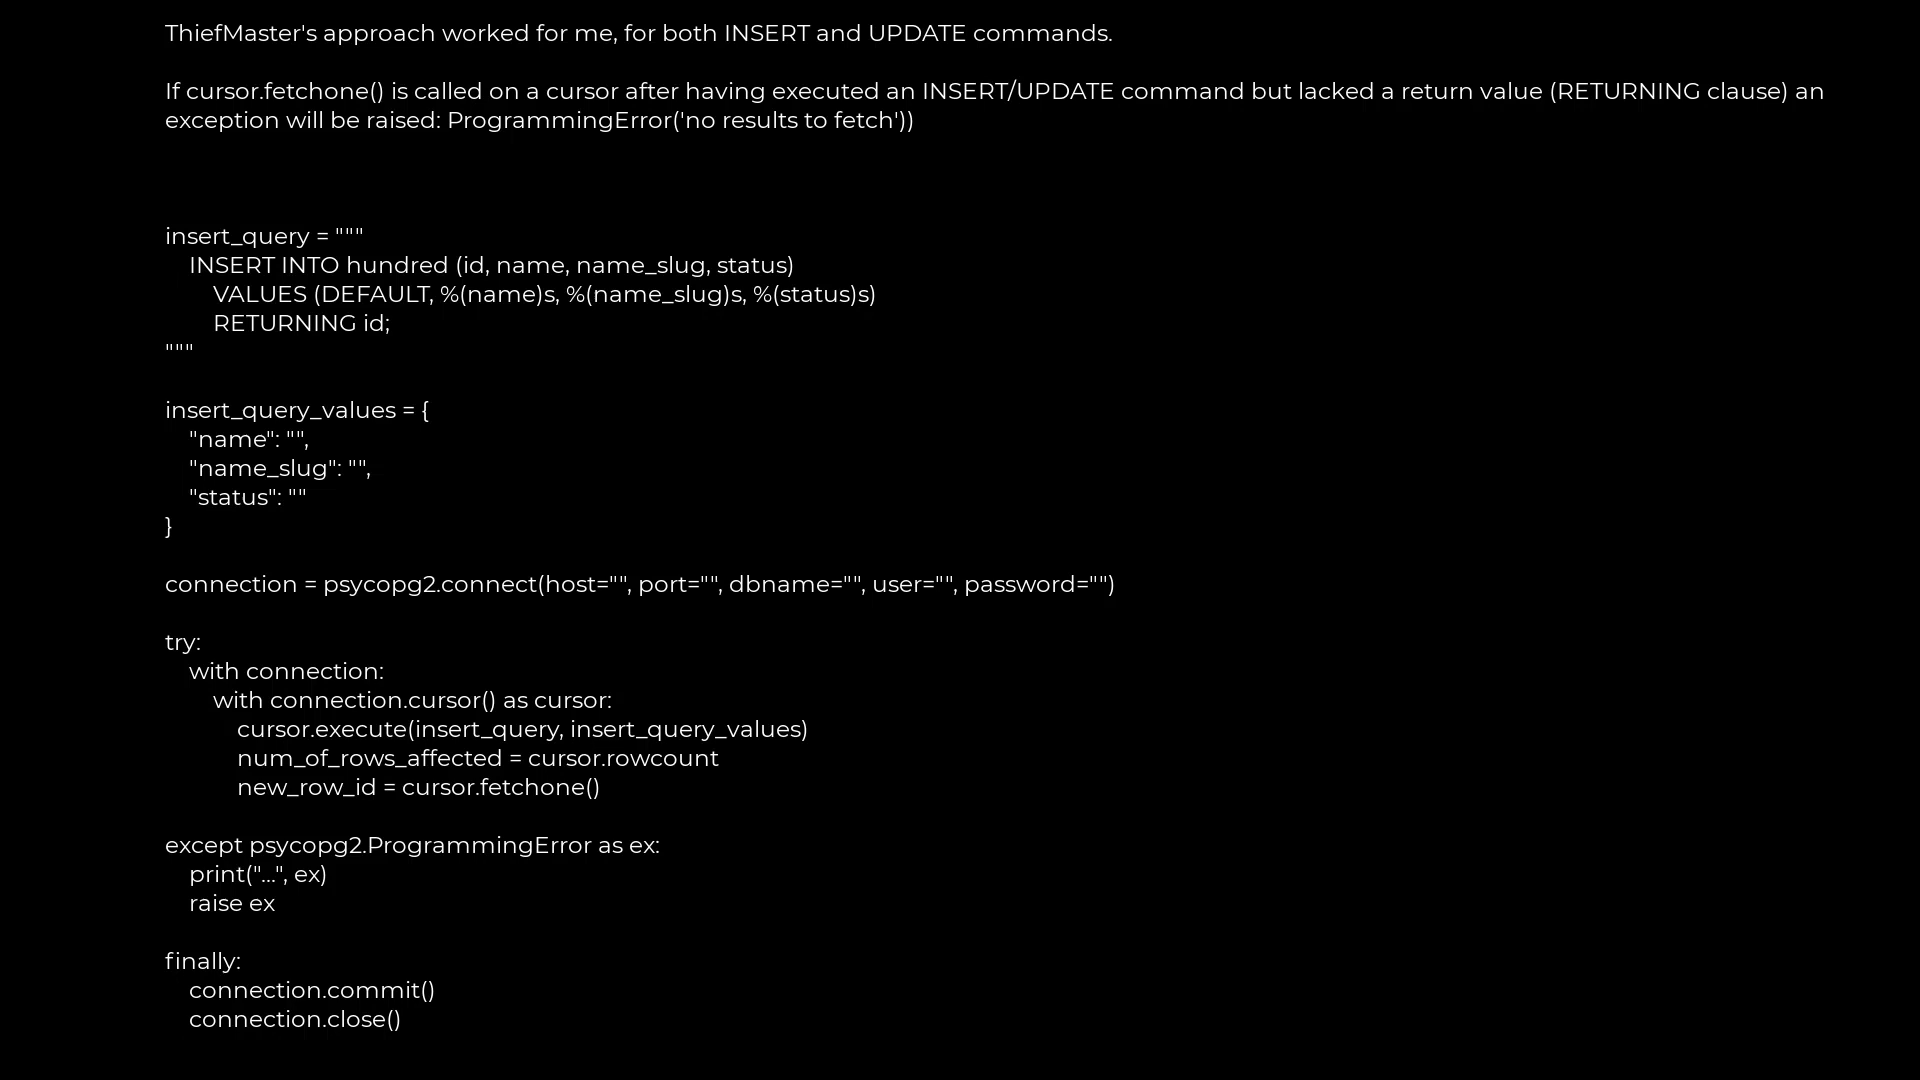 ThiefMaster's approach worked for me, for both INSERT and UPDATE commands.
If cursor.fetchone() is called on a cursor after having executed an INSERT/UPDATE command but lacked a return value (RETURNING clause) an
exception will be raised: ProgrammingError('no results to fetch'))
insert_query = """
    INSERT INTO hundred (id, name, name_slug, status)
        VALUES (DEFAULT, %(name)s, %(name_slug)s, %(status)s)
        RETURNING id;
"""
insert_query_values = {
    "name": "",
    "name_slug": "",
    "status": ""
}
connection = psycopg2.connect(host="", port="", dbname="", user="", password="")
try:
    with connection:
        with connection.cursor() as cursor:
            cursor.execute(insert_query, insert_query_values)
            num_of_rows_affected = cursor.rowcount
            new_row_id = cursor.fetchone()
except psycopg2.ProgrammingError as ex:
    print("...", ex)
    raise ex
finally:
    connection.commit()
    connection.close()